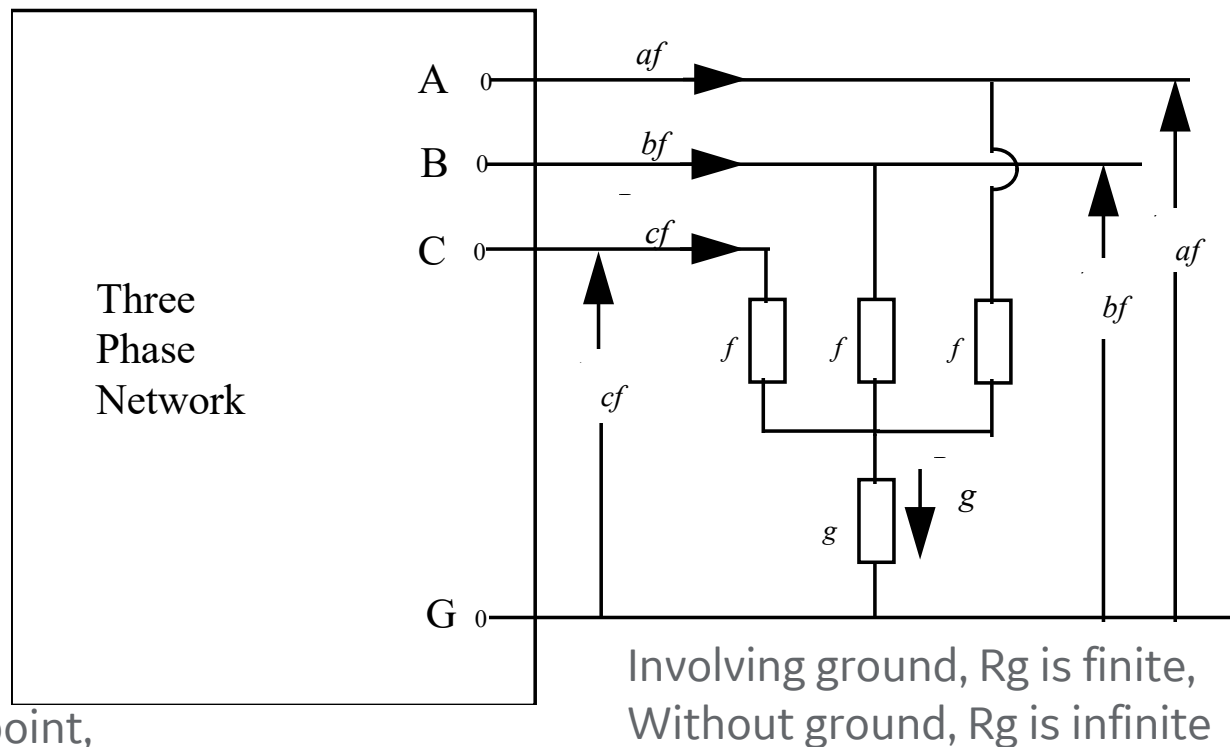 af
A 0
bf
B 0
cf
C 0
af
bf
Three
Phase
Network
f f f
cf
g
g
G 0
Involving ground, Rg is finite,
Without ground, Rg is infinite
point,